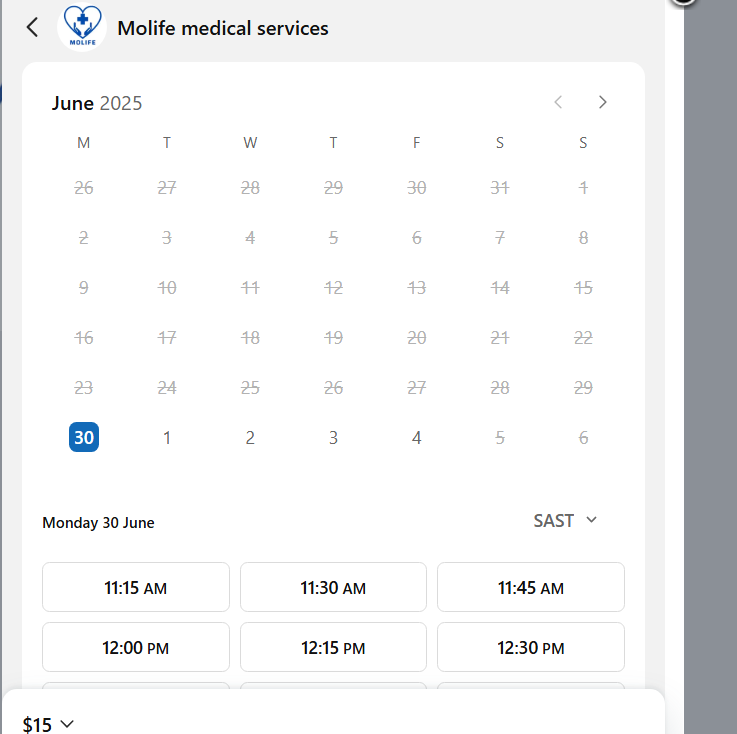 MOLIFE
Molife medical services
June 2025
M T W T F S S
26 27 28 29 30 31 1
2 3 4 5 6 7 8
9 10 11 12 13 14 15
16 17 18 19 20 21 22
23 24 25 26 27 28 29
30 1 2 3 4 5 6
Monday 30 June SAST
11:15 AM 11:30 AM 11:45 AM
12:00 PM 12:15 PM 12:30 PM
$15